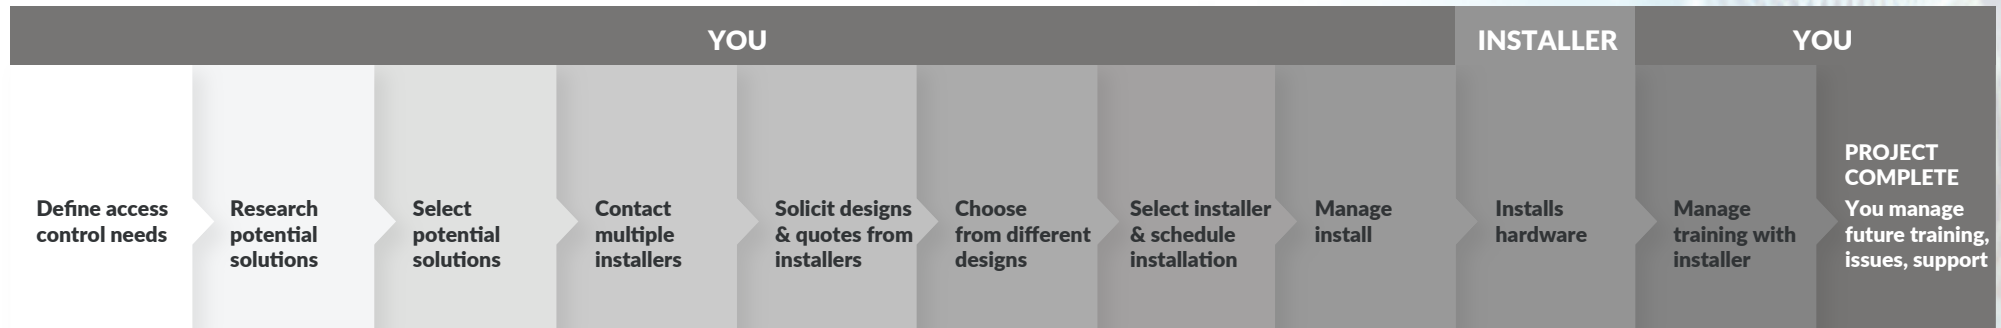 YOU
INSTALLER
YOU
Define access
control needs
Research
potential
solutions
Select
potential
solutions
Contact
multiple
installers
Solicit designs
& quotes from
installers
Choose
from different
designs
Select installer
& schedule
installation
Manage
install
Installs
hardware
Manage
training with
installer
PROJECT
COMPLETE
You manage
future training,
issues, support